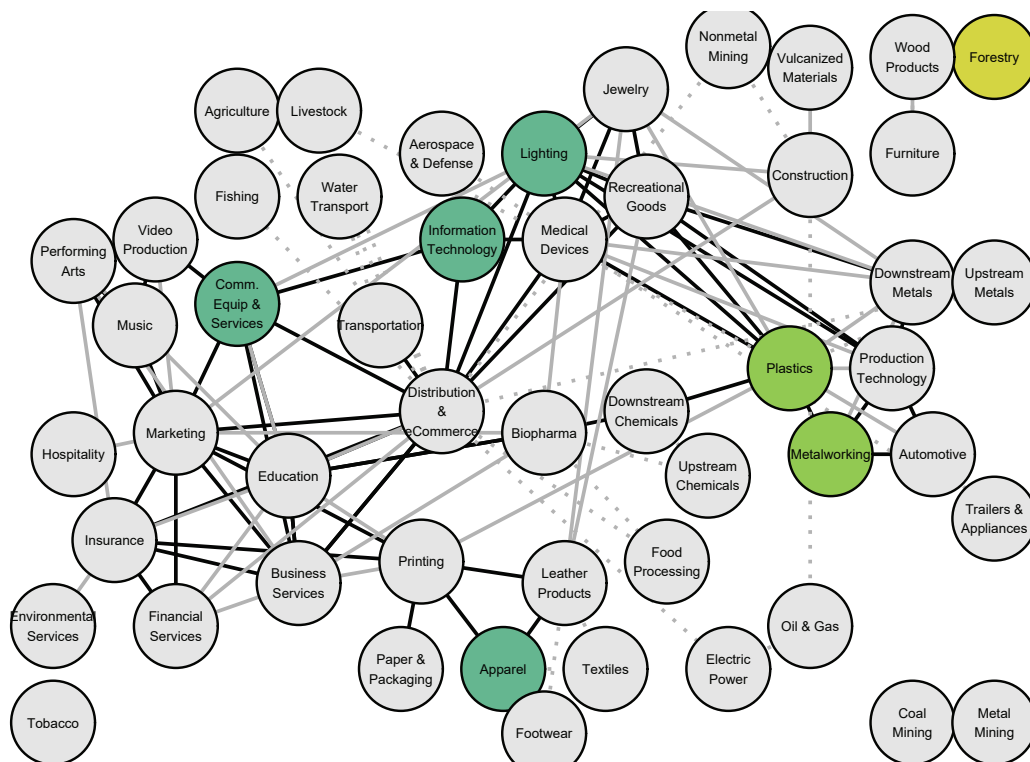 Nonmetal
Mining
Vulcanized
Materials
Wood
Products
Forestry
Jewelry
Agriculture
Livestock
Aerospace
& Defense
Lighting
Furniture
Construction
Fishing
Water
Transport
Recreational
Goods
Information
Technology
Medical
Devices
Video
Production
Performing
Arts
Downstream
Metals
Upstream
Metals
Comm.
Equip &
Services
Music
Transportation
Plastics
Production
Technology
Distribution
&
eCommerce
Downstream
Chemicals
Marketing
Biopharma
Hospitality
Metalworking
Automotive
Education
Upstream
Chemicals
Trailers &
Appliances
Insurance
Printing
Food
Processing
Business
Services
Leather
Products
Environmental
Services
Financial
Services
Oil & Gas
Paper &
Packaging
Apparel
Textiles
Electric
Power
Tobacco
Footwear
Coal
Mining
Metal
Mining